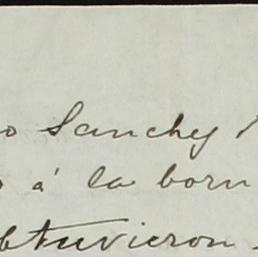 o Sanchez
á la born
btuvieron